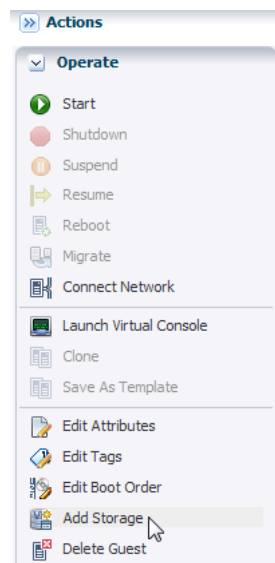 Actions
Operate
Start
Shutdown
Suspend
Resume
Reboot
Migrate
Connect Network
Launch Virtual Console
Clone
Save As Template
Edit Attributes
Edit Tags
Edit Boot Order
Add Storage
Delete Guest